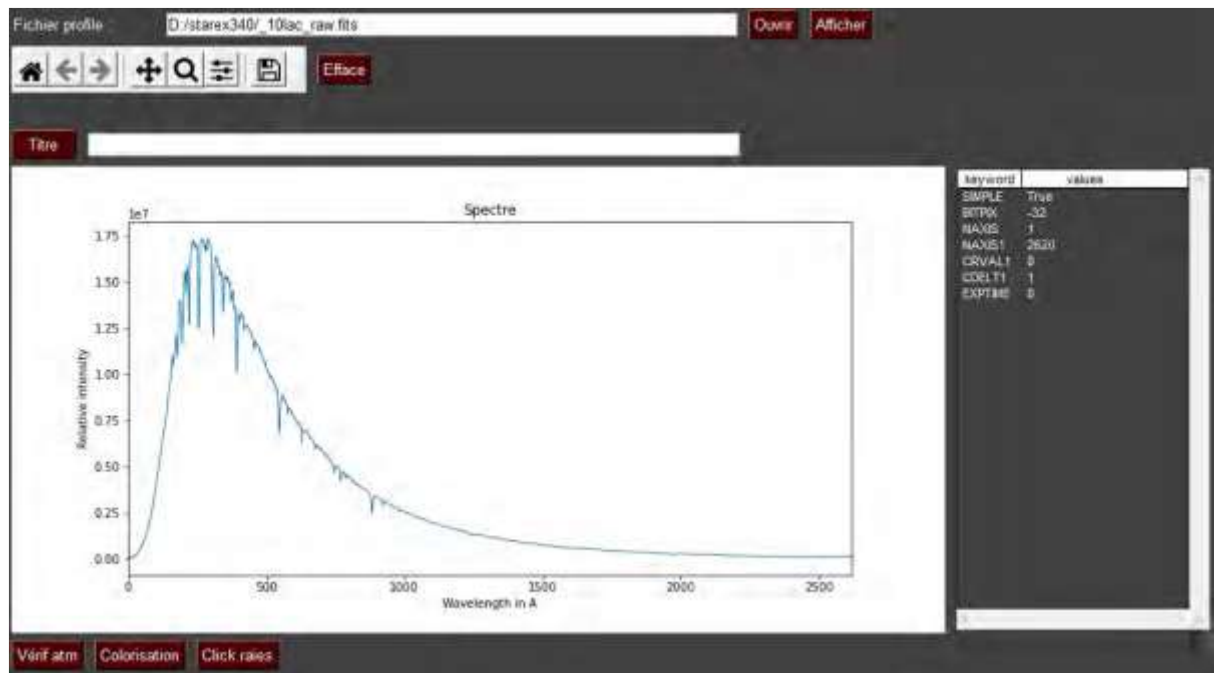 Fichier profile D:/starex340/_10lac_raw.fits Ouvrir Afficher
Efface
Titre
1e7 Spectre
1.75
1.50
1.25
1.00
0.75
0.50
0.25
0.00
Relative intensity
0 500 1000 1500 2000 2500
Wavelength in A
keyword values
SIMPLE True
BITPIX -32
NAXIS 1
NAXIS1 2620
CRVAL1 0
CDELT1 1
EXPTIME 0
Vérif atm Colorisation Click raies